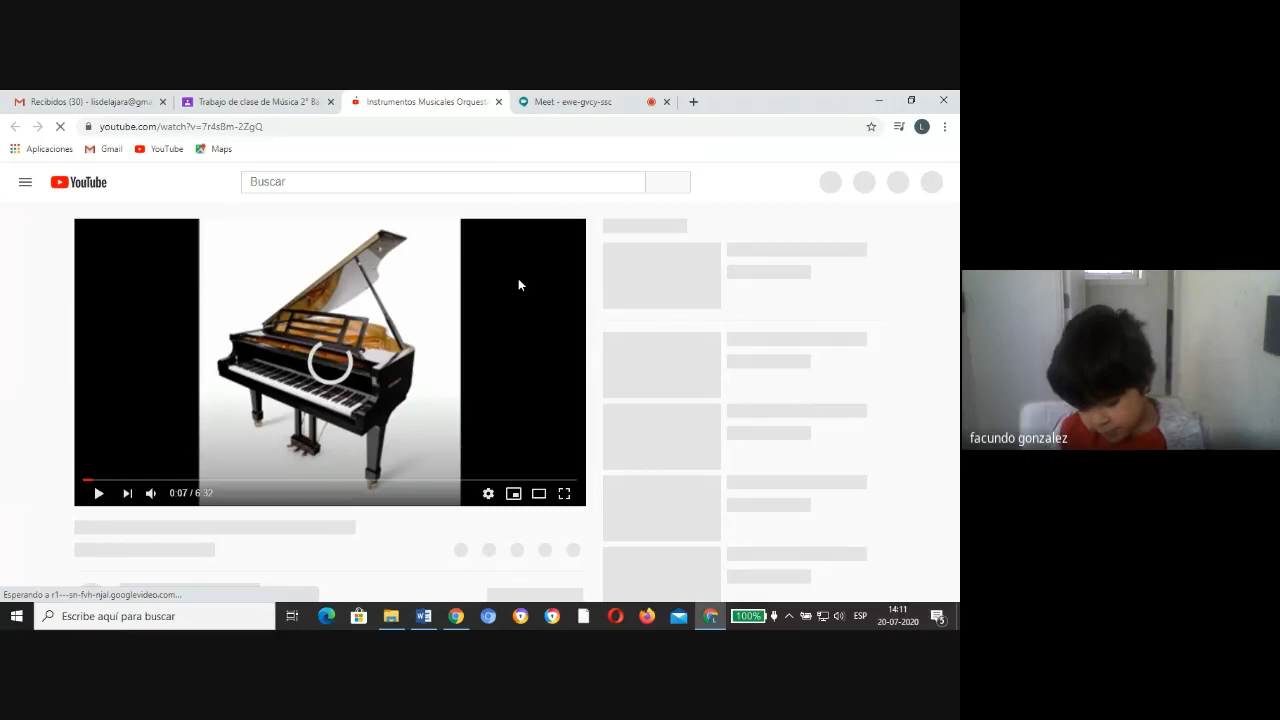 Recibidos (30) - lisdelajara@gma
Trabajo de clase de Música 2° Ba
Instrumentos Musicales Orquest
Meet - ewe-gvcy-ssc
youtube.com/watch?v=7r4sBm-2ZgQ
L
Aplicaciones
Gmail
YouTube
Maps
YouTube
Buscar
0:07 / 6:32
facundo gonzalez
Esperando a r1---sn-fvh-njal.googlevideo.com...
Escribe aquí para buscar
100%
ESP
14:11
20-07-2020
5